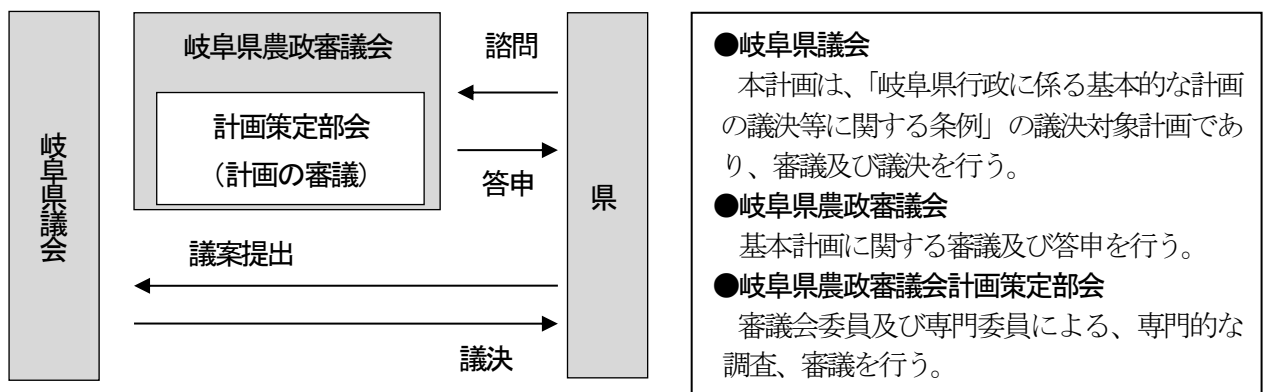 岐阜県議会
岐阜県農政審議会
計画策定部会
（計画の審議）
諮問
答申
県
議案提出
議決
●岐阜県議会
本計画は、「岐阜県行政に係る基本的な計画
の議決等に関する条例」の議決対象計画であ
り、審議及び議決を行う。
●岐阜県農政審議会
基本計画に関する審議及び答申を行う。
●岐阜県農政審議会計画策定部会
審議会委員及び専門委員による、専門的な
調査、審議を行う。